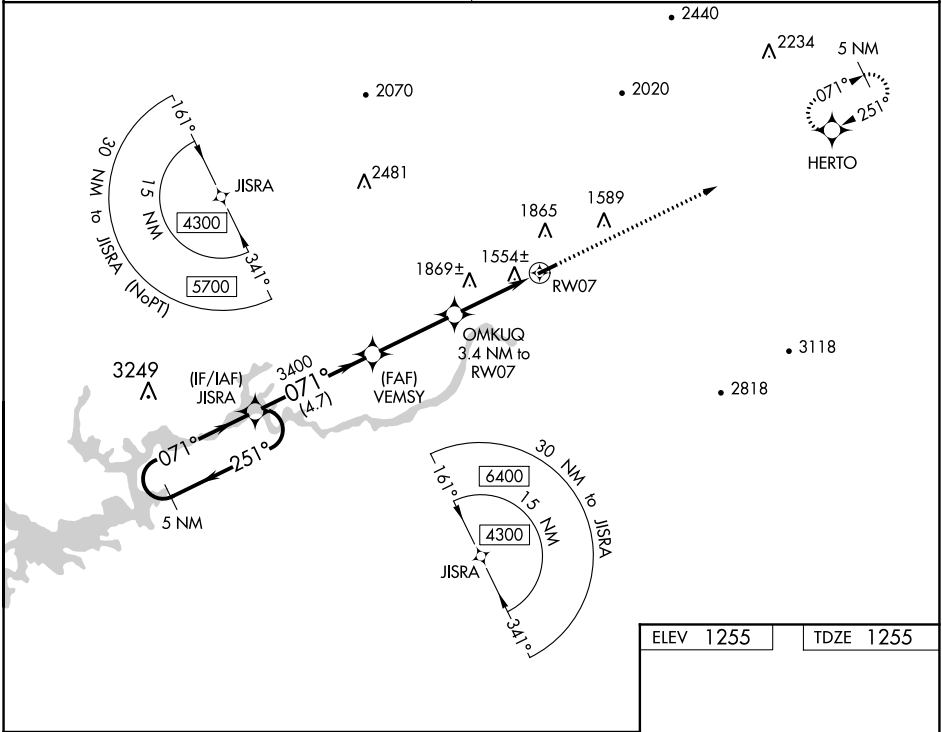 2440
2234
5 NM
071°
251°
HERTO
2070
2020
161°
30 NM to JISRA (NoPT)
15 NM
JISRA
4300
341°
5700
2481
1865
1589
1869±
1554±
RW07
OMKUQ
3.4 NM to
RW07
3118
2818
3249
(IF/IAF)
JISRA
3400
071°
(4.7)
(FAF)
VEMSY
071°
251°
5 NM
161°
6400
30 NM to JISRA
15 NM
4300
JISRA
341°
ELEV 1255
TDZE 1255